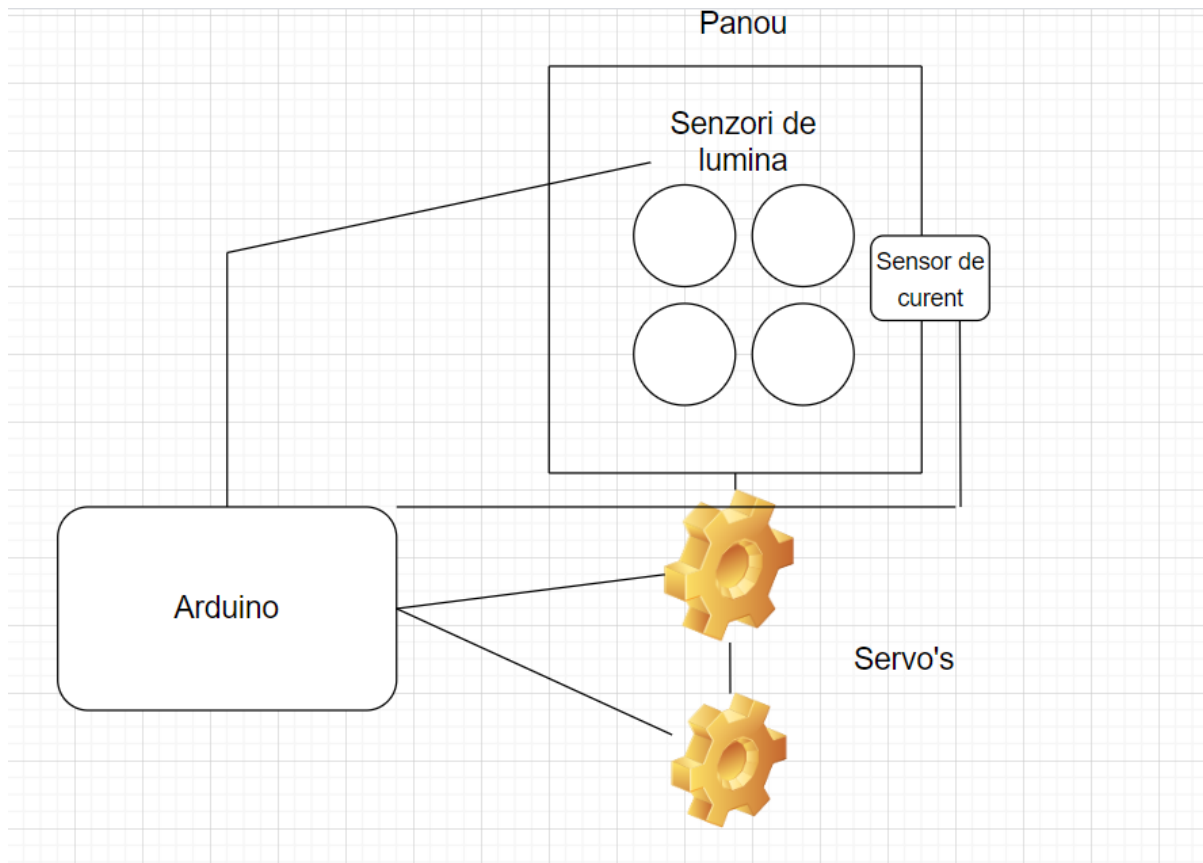 Panou
Senzori de
lumina
Sensor de
curent
Arduino
Servo's